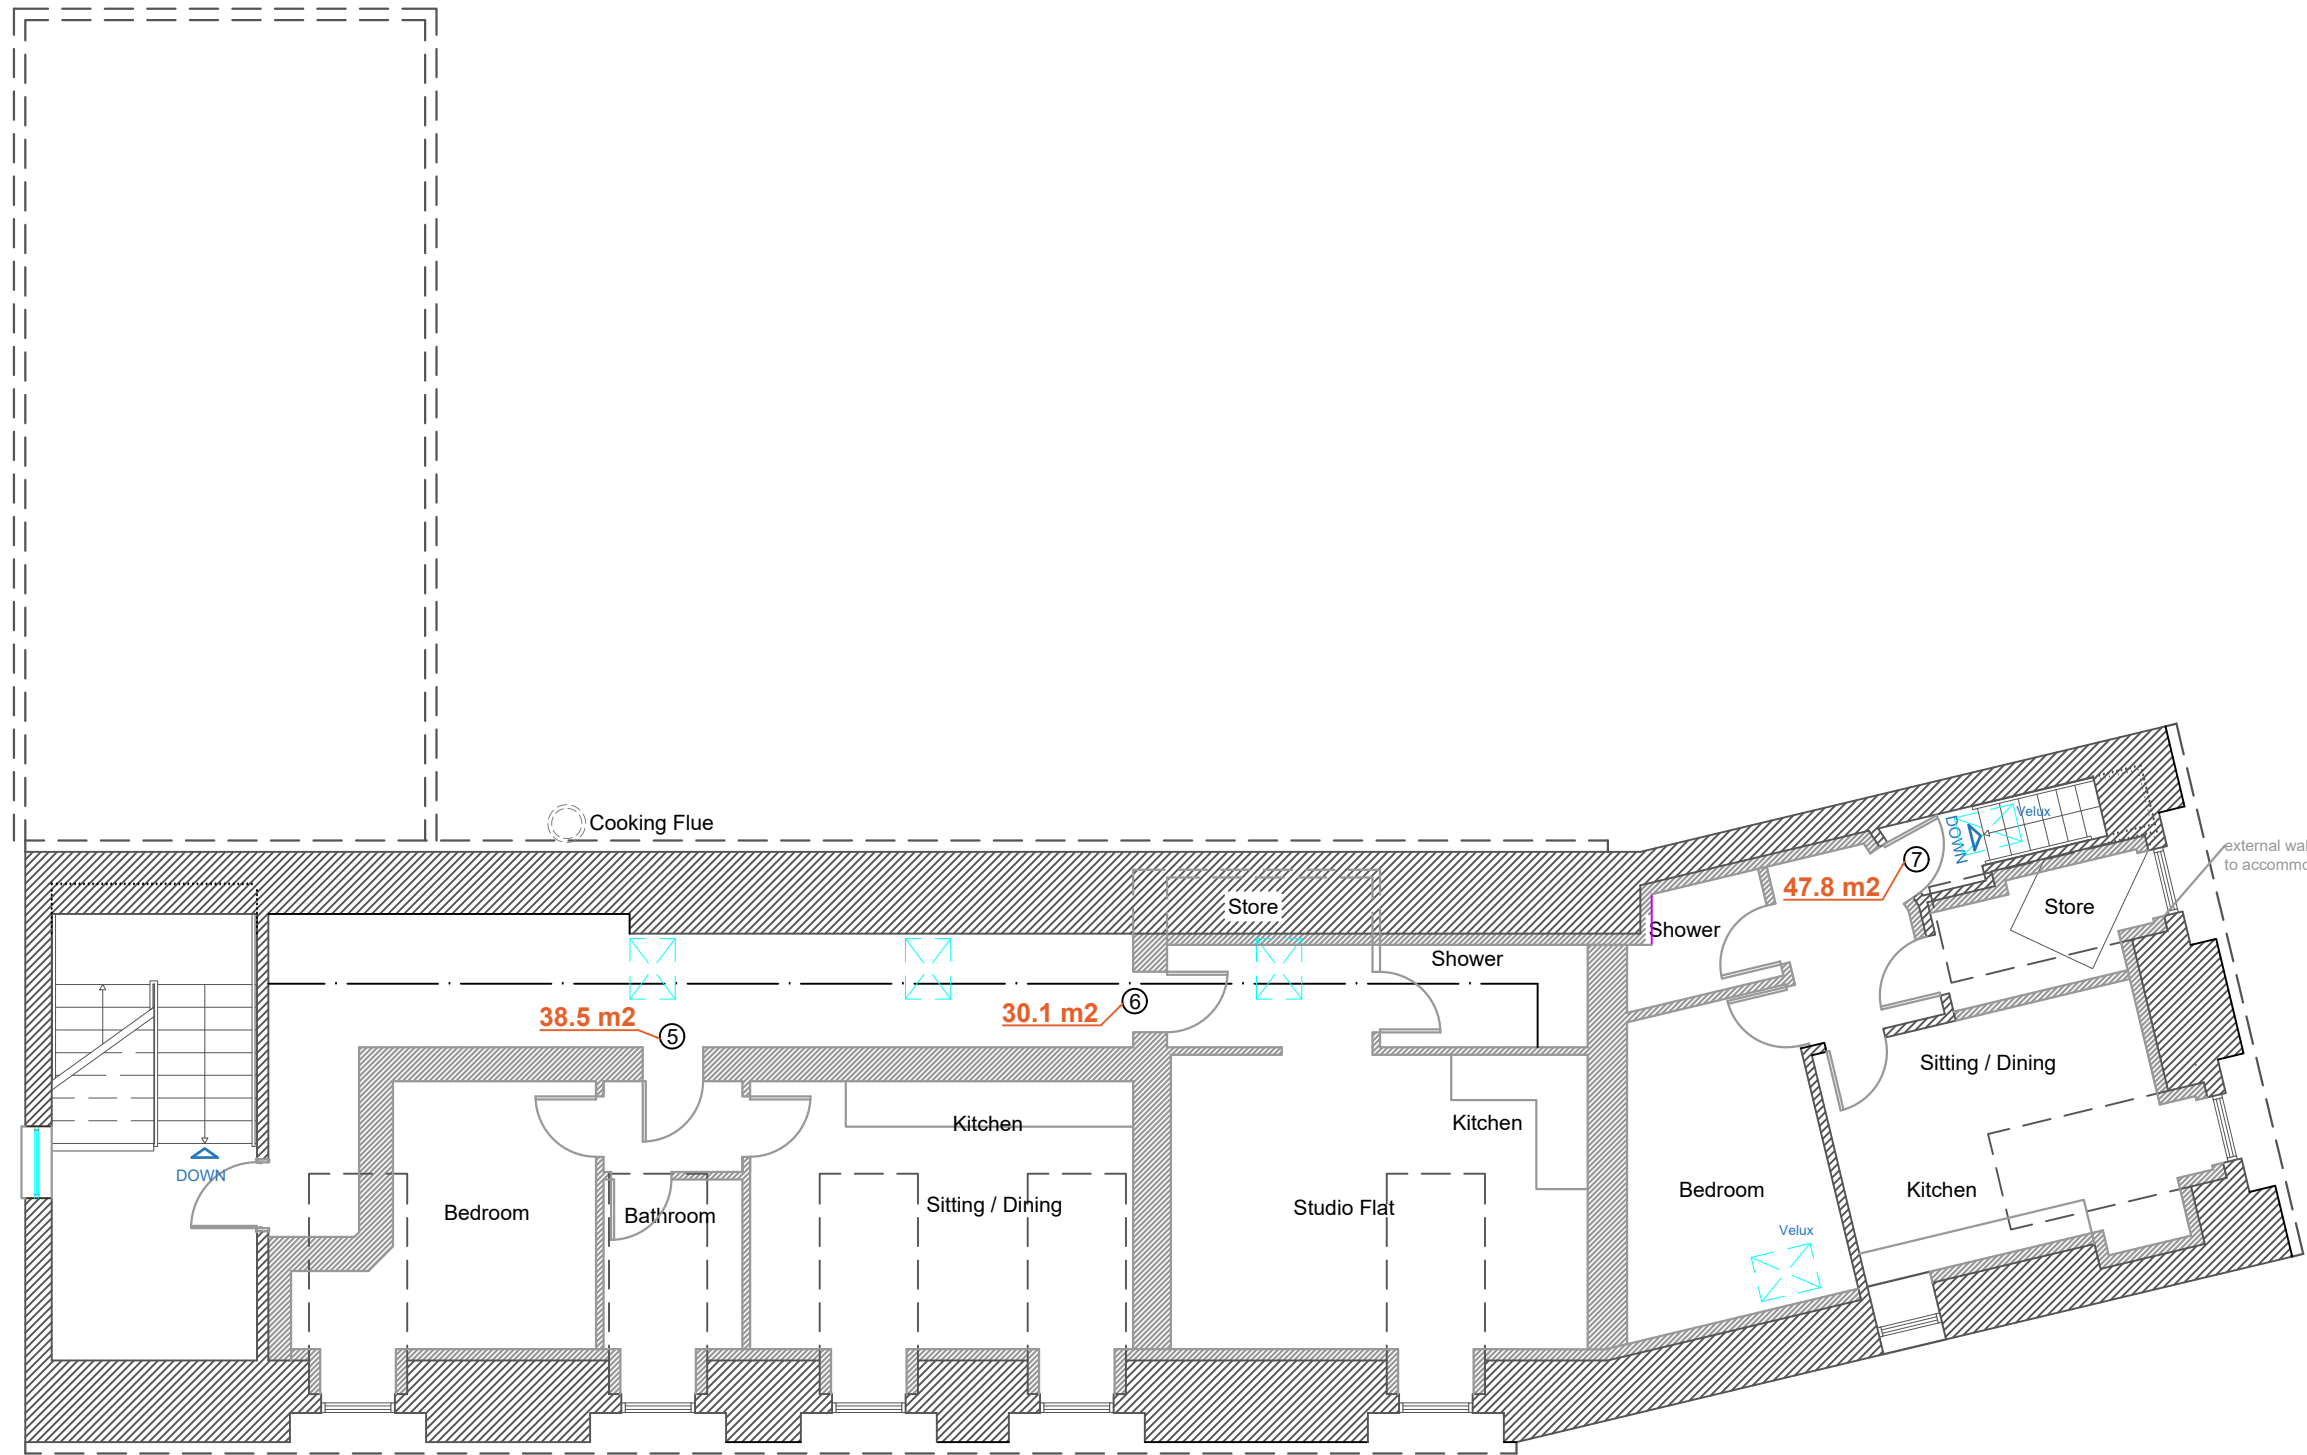 Cooking Flue
Velux
DOWN
external wal
to accommo
7
47.8 m2
Store
Store
Shower
Shower
6
30.1 m2
38.5 m2
5
Sitting / Dining
Kitchen
Kitchen
DOWN
Bedroom
Bathroom
Sitting / Dining
Studio Flat
Bedroom
Kitchen
Velux